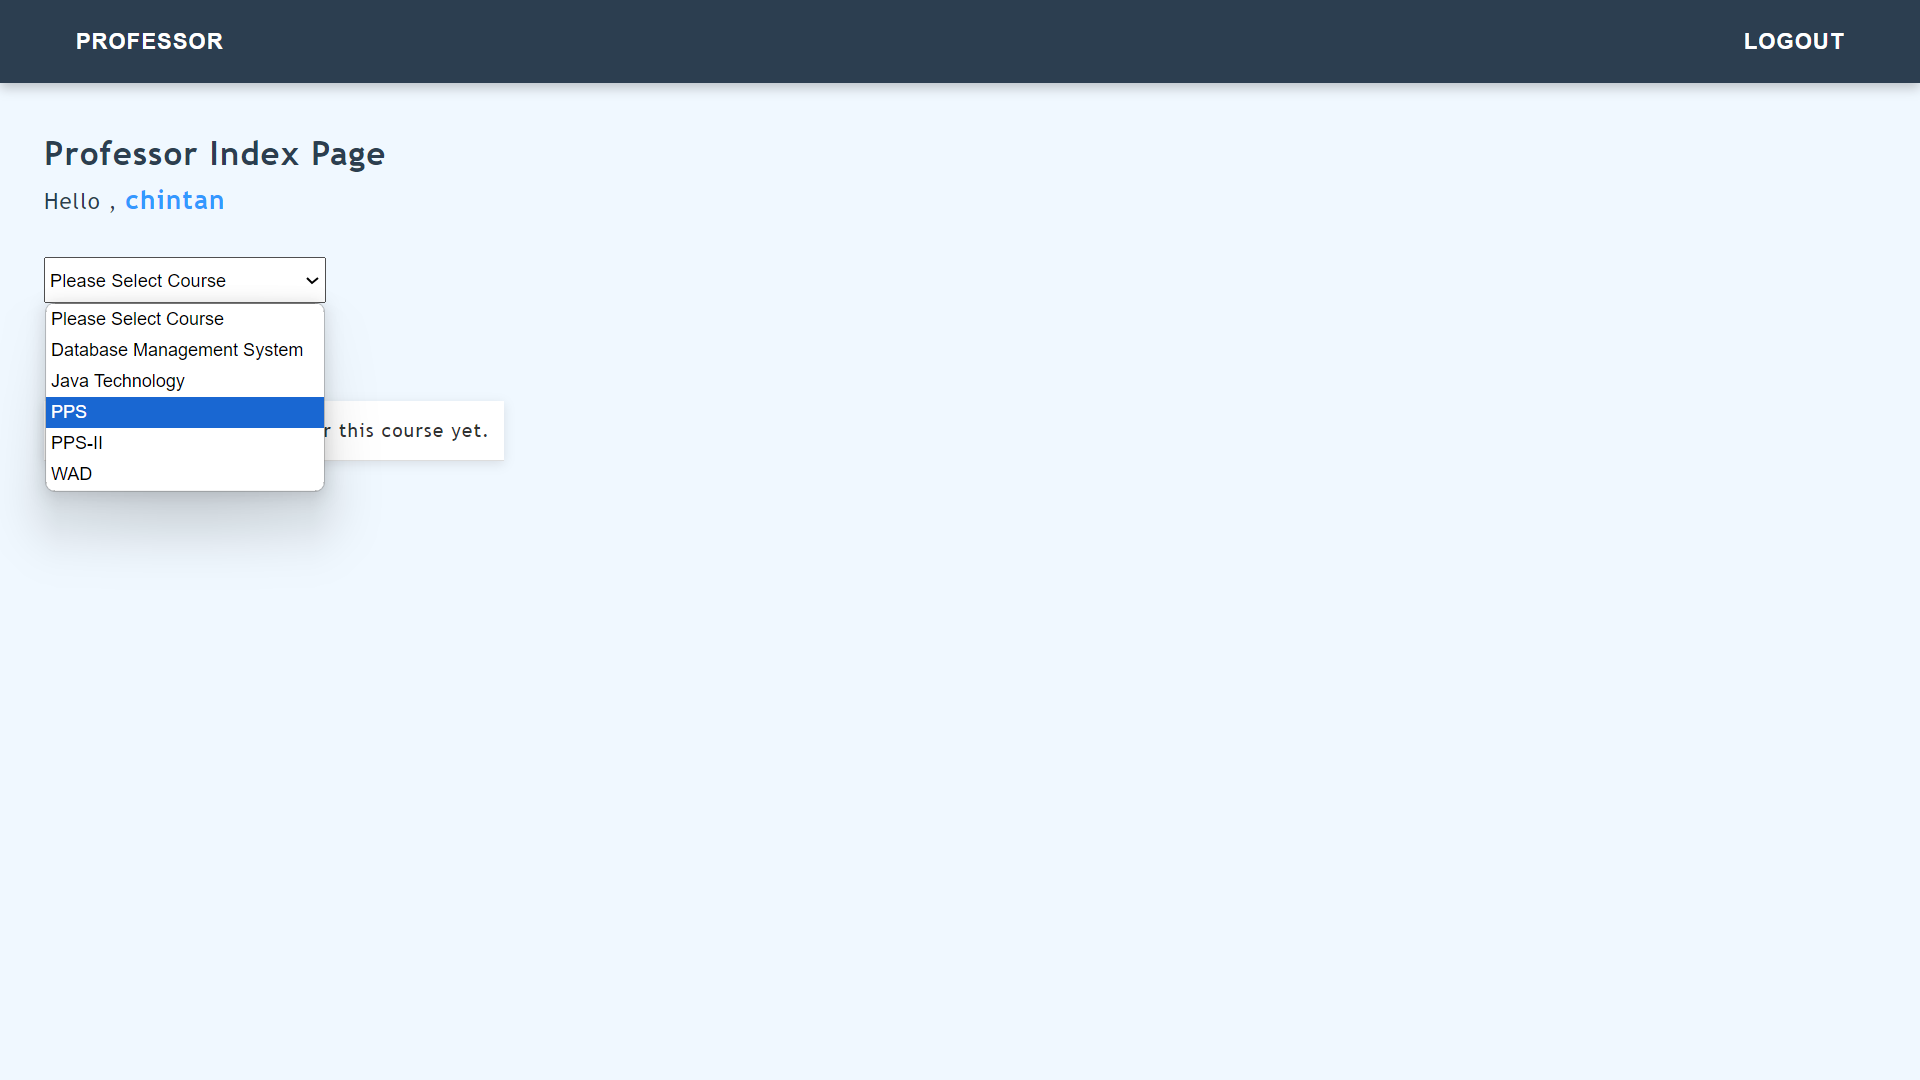 PROFESSOR
LOGOUT
Professor Index Page
Hello , chintan
Please Select Course
Please Select Course
Database Management System
Java Technology
PPS
this course yet.
PPS-II
WAD